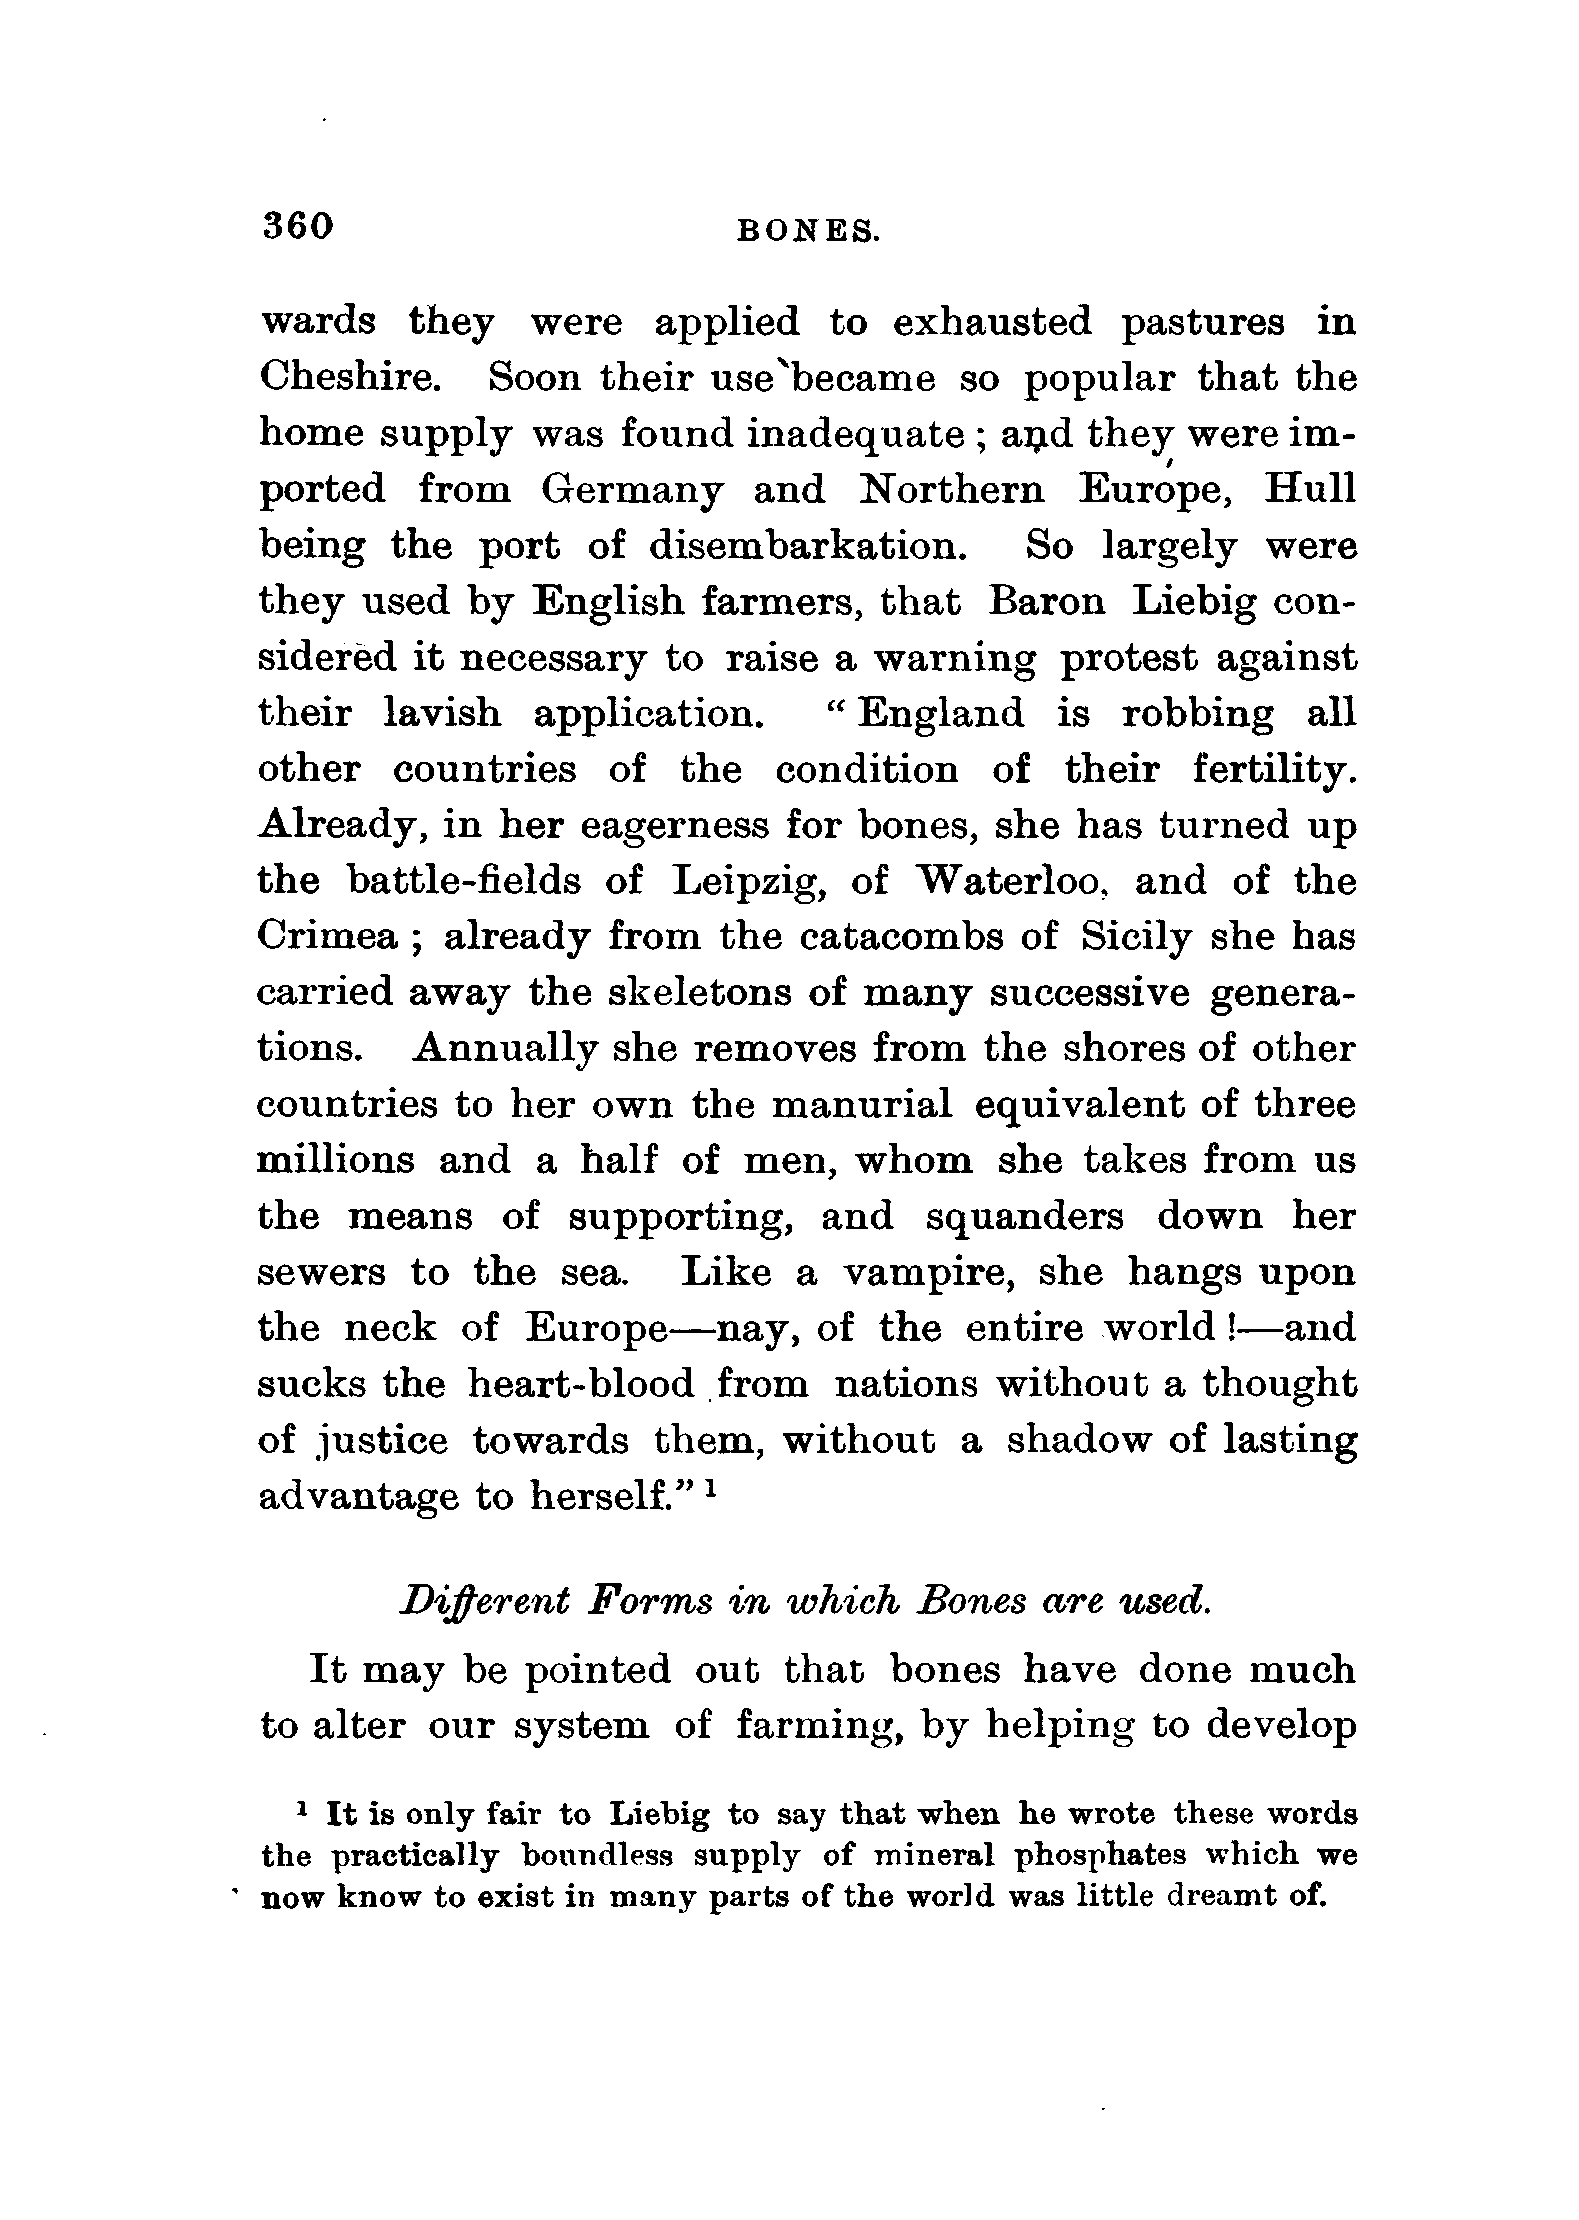 360 BONES.
wards they were applied to exhausted pastures in
Cheshire. Soon their use became so popular that the
home supply was found inadequate ; and they were im-
ported from Germany and Northern Europe, Hull
being the port of disembarkation. So largely were
they used by English farmers, that Baron Liebig con-
sidered it necessary to raise a warning protest against
their lavish application. “ England is robbing all
other countries of the condition of their fertility.
Already, in her eagerness for bones, she has turned up
the battle-fields of Leipzig, of Waterloo, and of the
Crimea ; already from the catacombs of Sicily she has
carried away the skeletons of many successive genera-
tions. Annually she removes from the shores of other
countries to her own the manurial equivalent of three
millions and a half of men, whom she takes from us
the means of supporting, and squanders down her
sewers to the sea. Like a vampire, she hangs upon
the neck of Europe—nay, of the entire world !—and
sucks the heart-blood from nations without a thought
of justice towards them, without a shadow of lasting
advantage to herself.” 1
Different Forms in which Bones are used.
It may be pointed out that bones have done much
to alter our system of farming, by helping to develop
1 It is only fair to Liebig to say that when he wrote these words
the practically boundless supply of mineral phosphates which we
now know to exist in many parts of the world was little dreamt of.